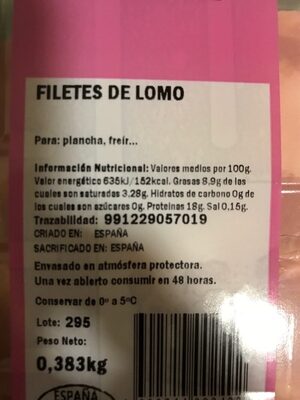 FILETES DE LOMO
Para: plancha, freír...
Información Nutricional: Valores medios por 100g.
Valor energético 635kJ/152kcal. Grasas 8,9g de las
cuales son saturadas 3,28g. Hidratos de carbono 0g de
los cuales son azúcares 0g. Proteínas 18g. Sal 0,15g.
Trazabilidad: 991229057019
CRIADO EN: ESPAÑA
SACRIFICADO EN: ESPAÑA
Envasado en atmósfera protectora.
Una vez abierto consumir en 48 horas.
Conservar de 0º a 5ºC
Lote: 295
Peso Neto:
0,383kg
ESPAÑA